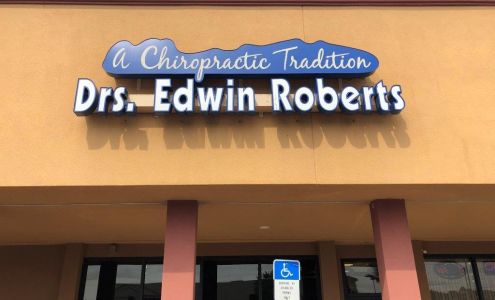 A Chiropractic Tradition
Drs. Edwin Roberts